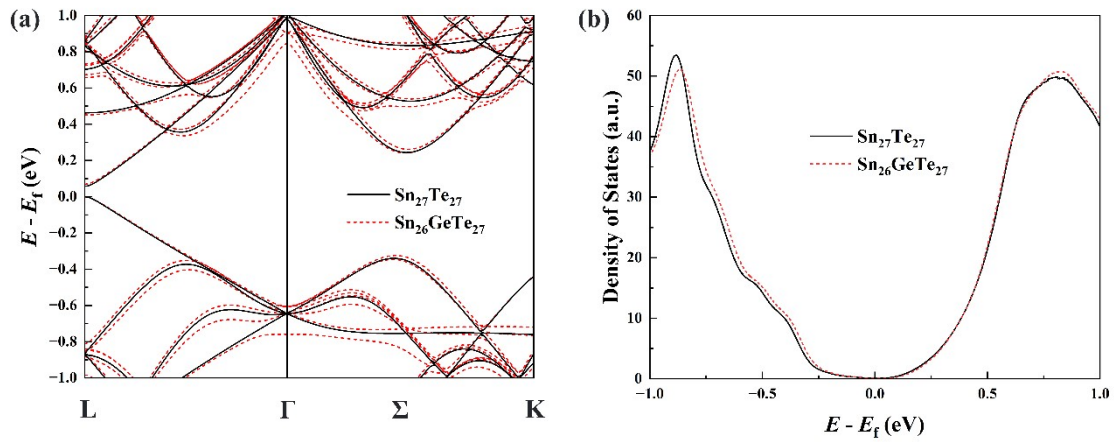 (a)
1.0
0.8
0.6
0.4
0.2
0.0
−0.2
−0.4
−0.6
−0.8
−1.0
E - Ef (eV)
Sn27Te27
Sn26GeTe27
L Γ Σ K
(b)
60
50
40
30
20
10
0
Density of States (a.u.)
Sn27Te27
Sn26GeTe27
−1.0 −0.5 0.0 0.5 1.0
E - Ef (eV)